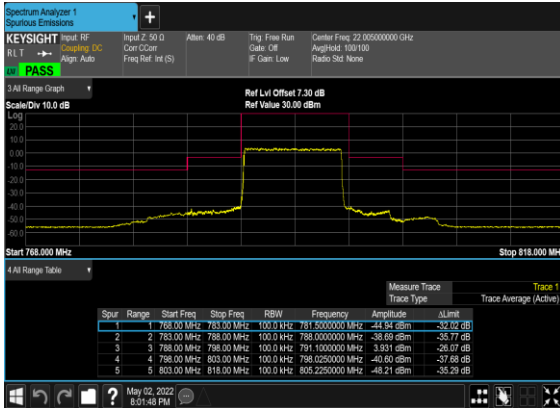 Spectrum Analyzer 1
Spurious Emissions
+
KEYSIGHT Input: RF Input Z: 50 Ω Atten: 40 dB Trig: Free Run Center Freq: 22.005000000 GHz
RLT Coupling: DC Corr CCorr Gate: Off Avg|Hold: 100/100
Align: Auto Freq Ref: Int (S) IF Gain: Low Radio Std: None
PASS
3 All Range Graph
Ref Lvl Offset 7.30 dB
Scale/Div 10.0 dB Ref Value 30.00 dBm
Log
20.0
10.0
0.00
-10.0
-20.0
-30.0
-40.0
-50.0
-60.0
Start 768.000 MHz Stop 818.000 MH
4 All Range Table
Measure Trace Trace 1
Trace Type Trace Average (Active)
Spur Range Start Freq Stop Freq RBW Frequency Amplitude ΔLimit
1 1 768.00 MHz 783.00 MHz 100.0 kHz 781.5000000 MHz -44.94 dBm -32.02 dB
2 2 783.00 MHz 788.00 MHz 100.0 kHz 788.0000000 MHz -38.69 dBm -35.77 dB
3 3 788.00 MHz 798.00 MHz 100.0 kHz 791.1000000 MHz 3.931 dBm -26.07 dB
4 4 798.00 MHz 803.00 MHz 100.0 kHz 798.0250000 MHz -40.60 dBm -37.68 dB
5 5 803.00 MHz 818.00 MHz 100.0 kHz 805.2250000 MHz -48.21 dBm -35.29 dB
?
May 02, 2022
8:01:48 PM